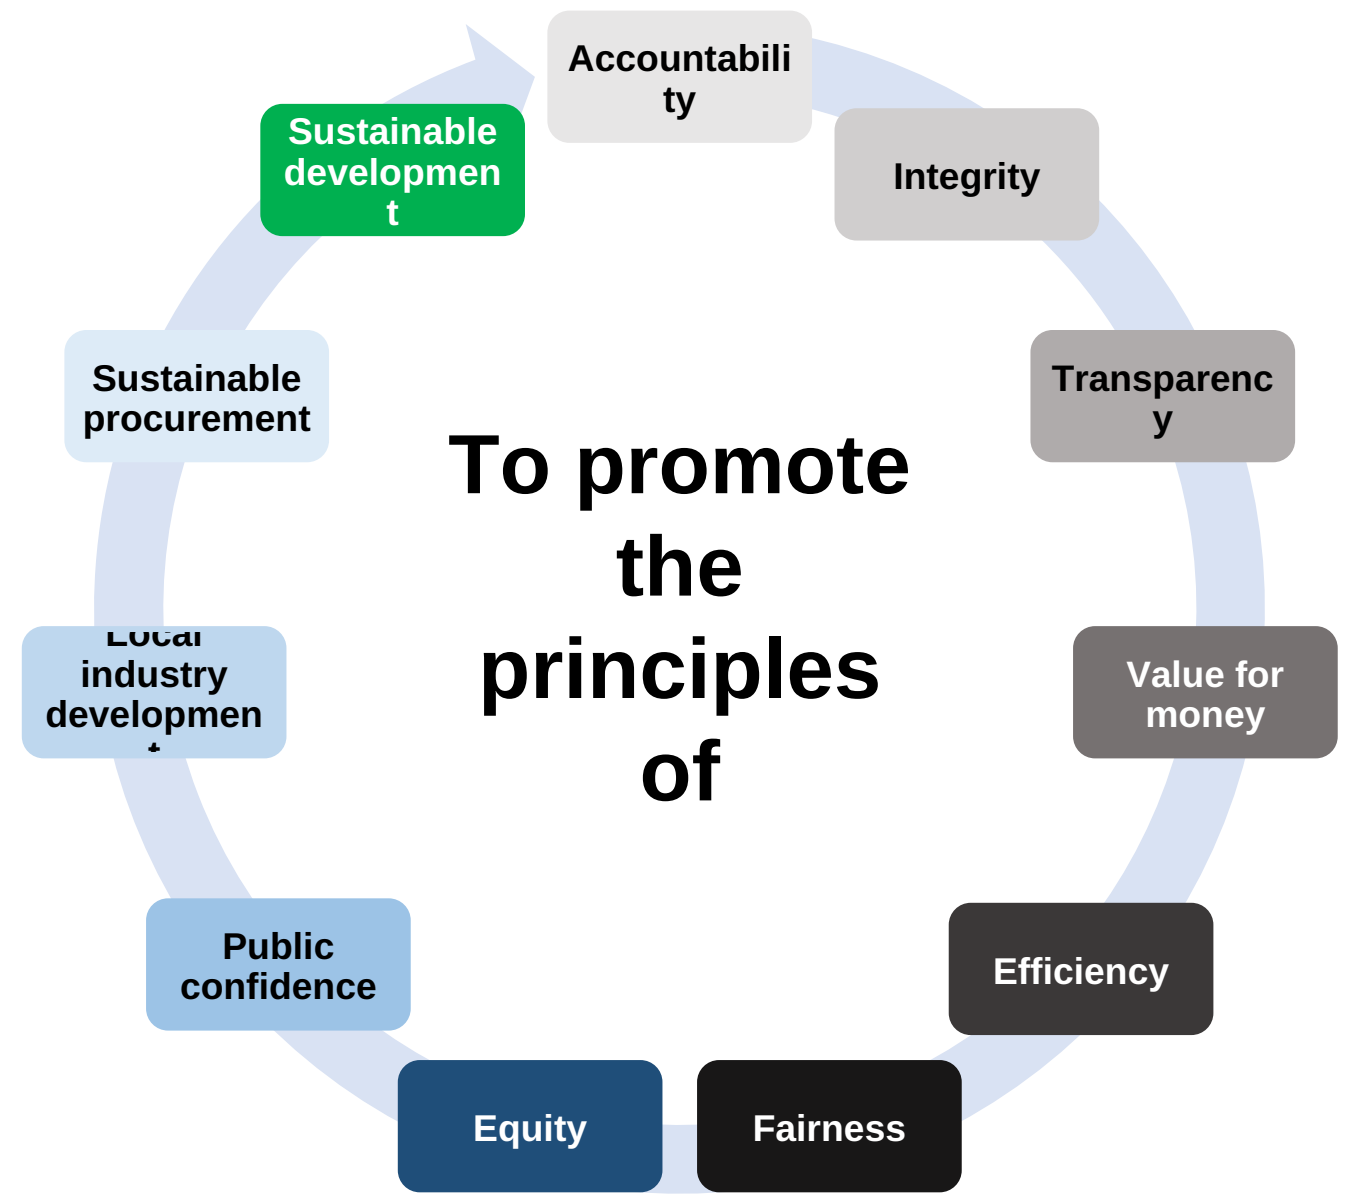 Accountabili
ty
Integrity
Transparenc
y
Value for
money
Efficiency
Fairness
Equity
Public
confidence
Local
industry
developmen
t
Sustainable
procurement
Sustainable
developmen
t
To promote
the
principles
of